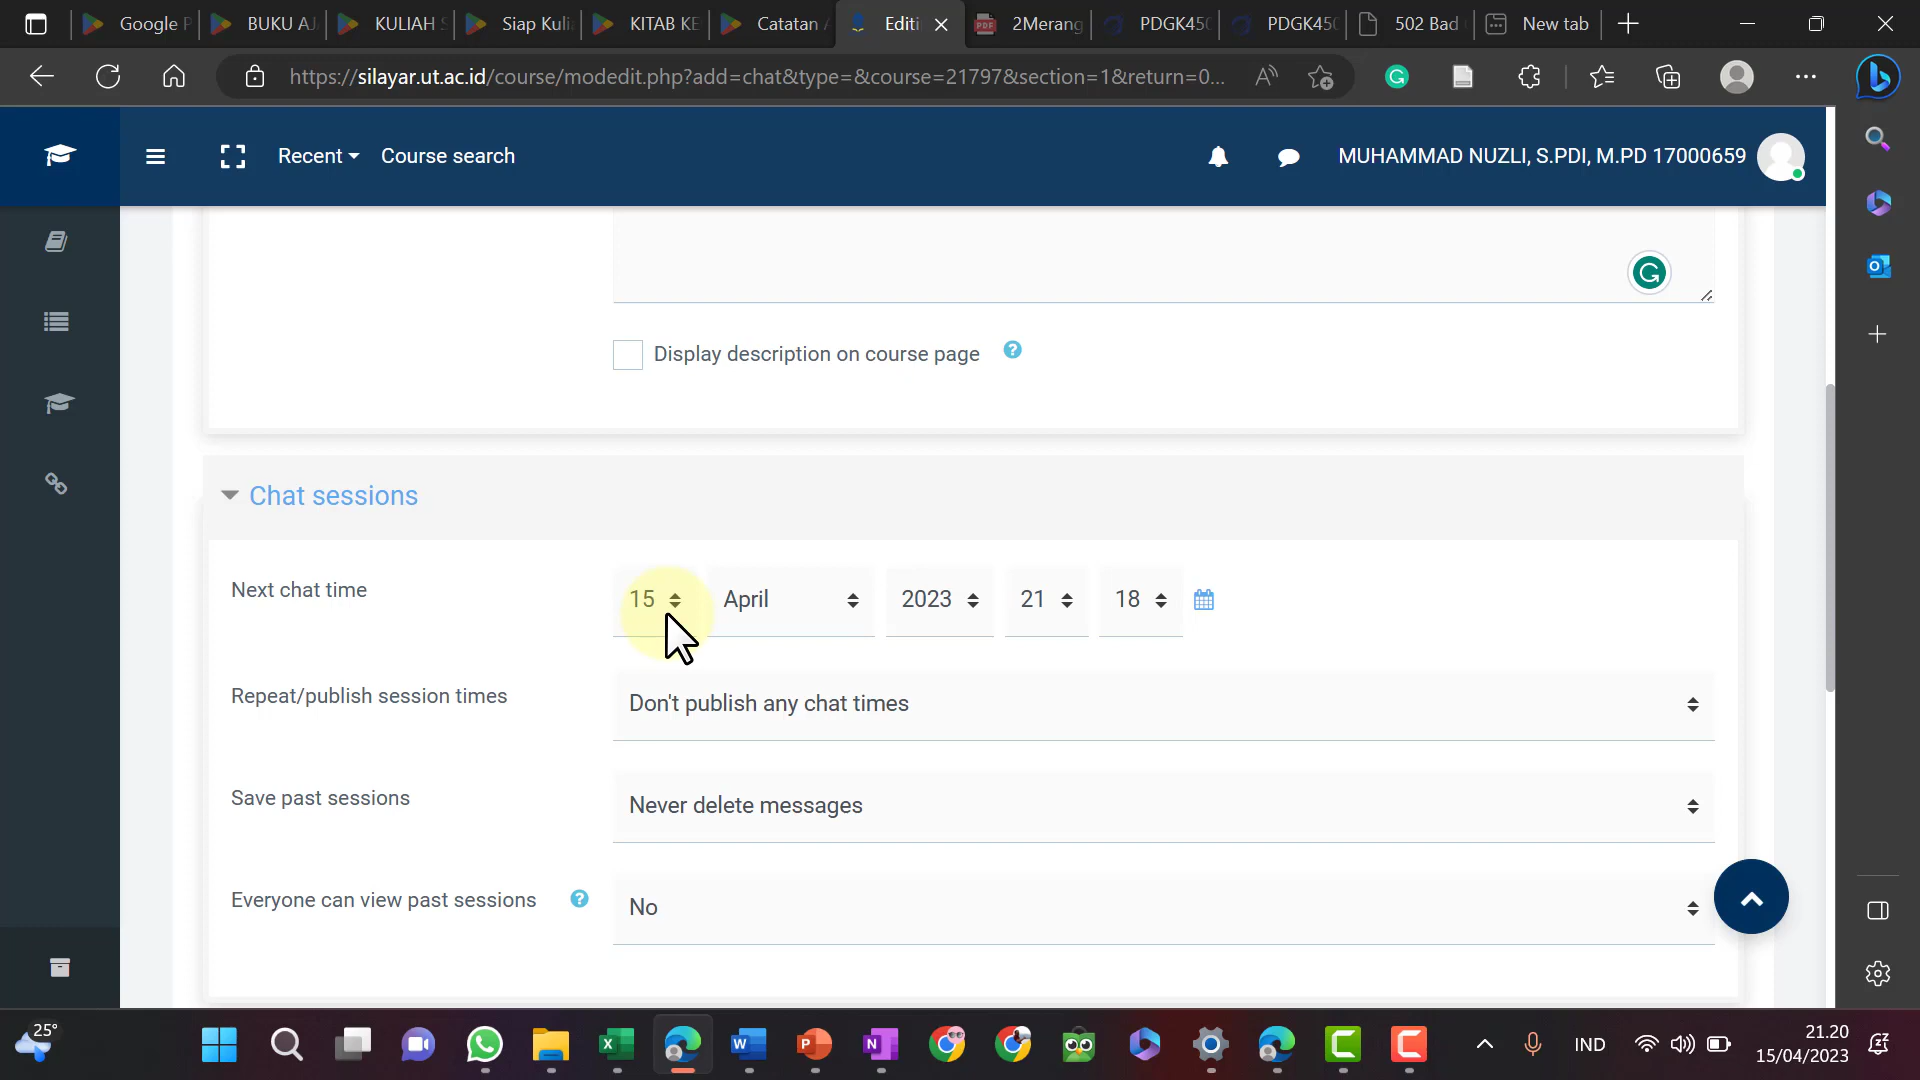 Google P
BUKU AJ
KULIAH S
Siap Kuli
KITAB KE
Catatan
Editi
2Merang
PDGK450
PDGK450
502 Bad
New tab
https://silayar.ut.ac.id/course/modedit.php?add=chat&type=&course=21797&section=1&return=0...
Recent
Course search
MUHAMMAD NUZLI, S.PDI, M.PD 17000659
Display description on course page
Chat sessions
Next chat time
15 April 2023 21 18
Repeat/publish session times
Don't publish any chat times
Save past sessions
Never delete messages
Everyone can view past sessions
No
25°
IND
21.20
15/04/2023